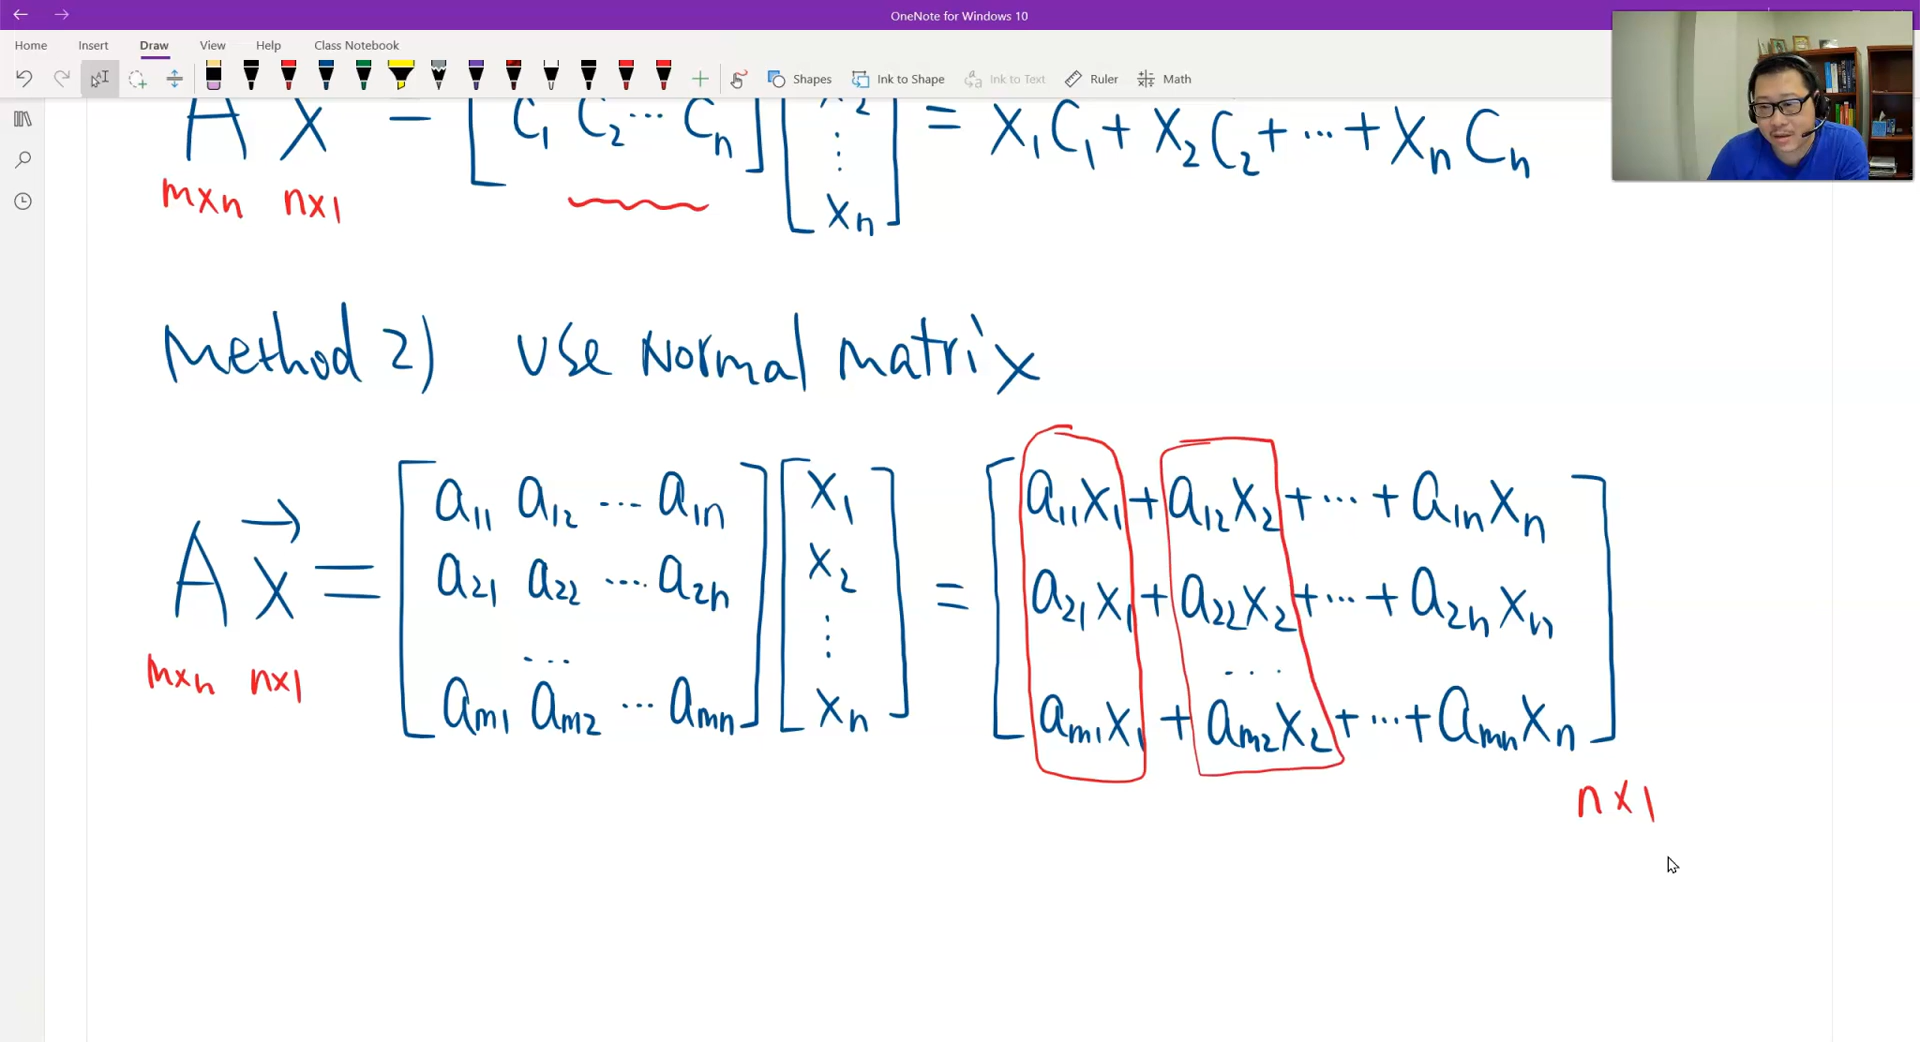 OneNote for Windows 10
Home Insert Draw View Help Class Notebook
Shapes Ink to Shape Ink to Text Ruler Math
A X = [C₁ C₂ ... Cₙ] [x₂ ⋮ xₙ] = X₁C₁ + X₂C₂ + ... + XₙCₙ
mxn nx1
Method 2) Use Normal matrix
A x⃗ = [a₁₁ a₁₂ ... a₁ₙ] [x₁] = [a₁₁x₁ + a₁₂x₂ + ... + a₁ₙxₙ]
a₂₁ a₂₂ .... a₂ₙ x₂ a₂₁x₁ + a₂₂x₂ + ... + a₂ₙxₙ
... ⋮ ...
mxn nx1
aₘ₁ aₘ₂ ... aₘₙ xₙ aₘ₁x₁ + aₘ₂x₂ + ... + aₘₙxₙ
nx1